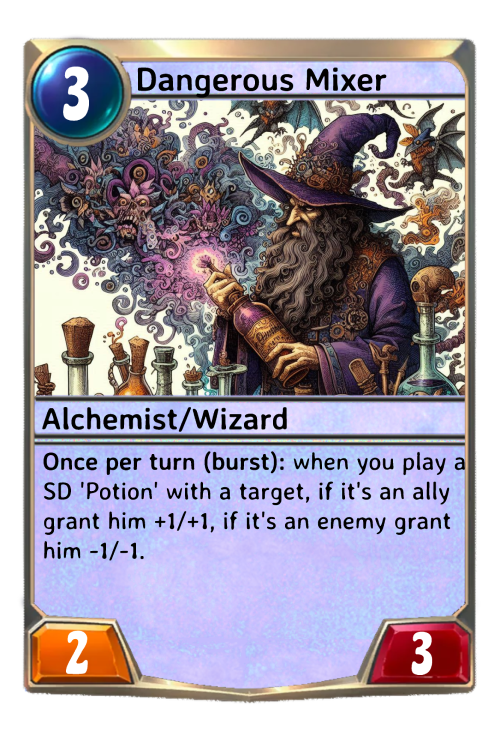 3
Dangerous Mixer
Alchemist/Wizard
Once per turn (burst): when you play a
SD 'Potion' with a target, if it's an ally
grant him +1/+1, if it's an enemy grant
him -1/-1.
2
3